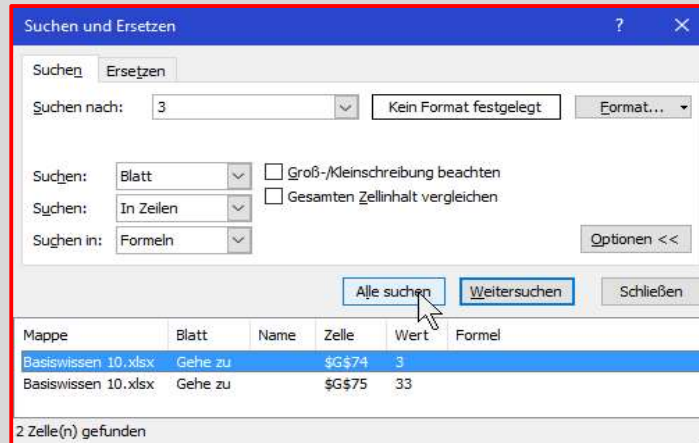 Suchen und Ersetzen ? ×
Suchen Ersetzen
Suchen nach: 3 Kein Format festgelegt Format...
Suchen: Blatt Groß-/Kleinschreibung beachten
Suchen: In Zeilen Gesamten Zellinhalt vergleichen
Suchen in: Formeln Optionen <<
Alle suchen Weitersuchen Schließen
Mappe Blatt Name Zelle Wert Formel
Basiswissen 10.xlsx Gehe zu $G$74 3
Basiswissen 10.xlsx Gehe zu $G$75 33
2 Zelle(n) gefunden